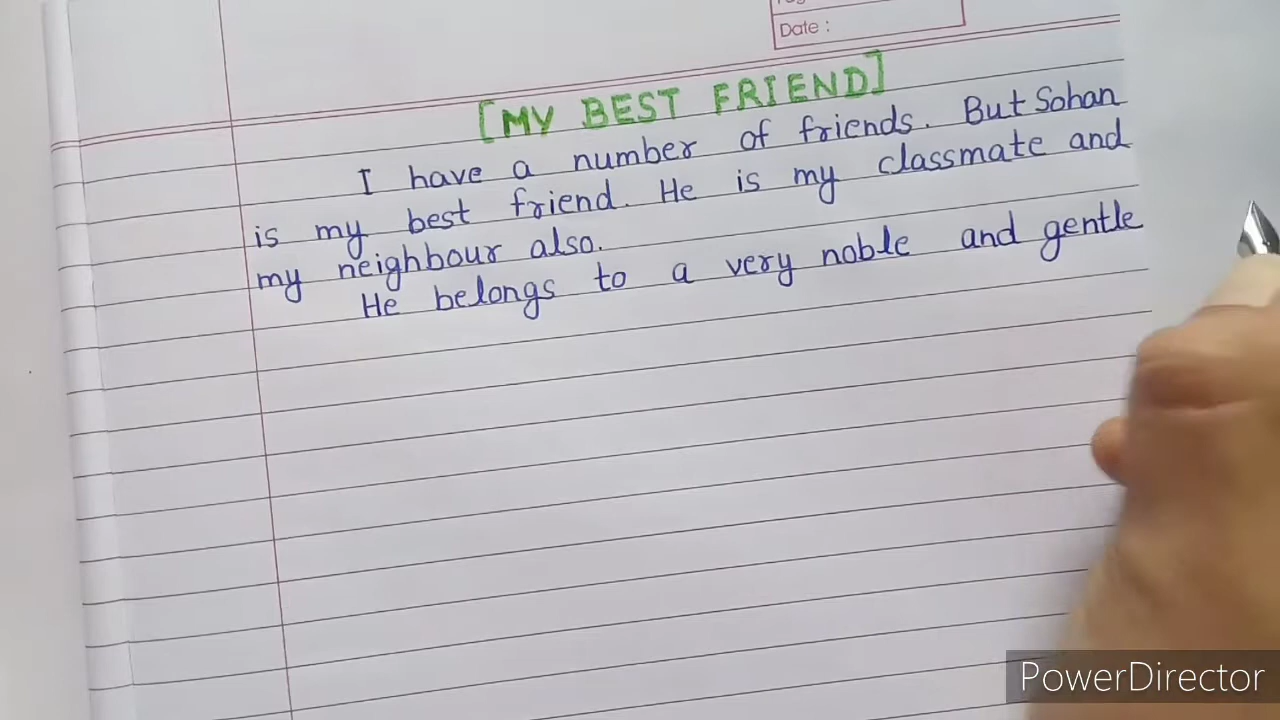 Date :
[MY BEST FRIEND]
I have a number of friends. But Sohan
is my best friend. He is my classmate and
my neighbour also.
He belongs to a very noble and gentle
PowerDirector